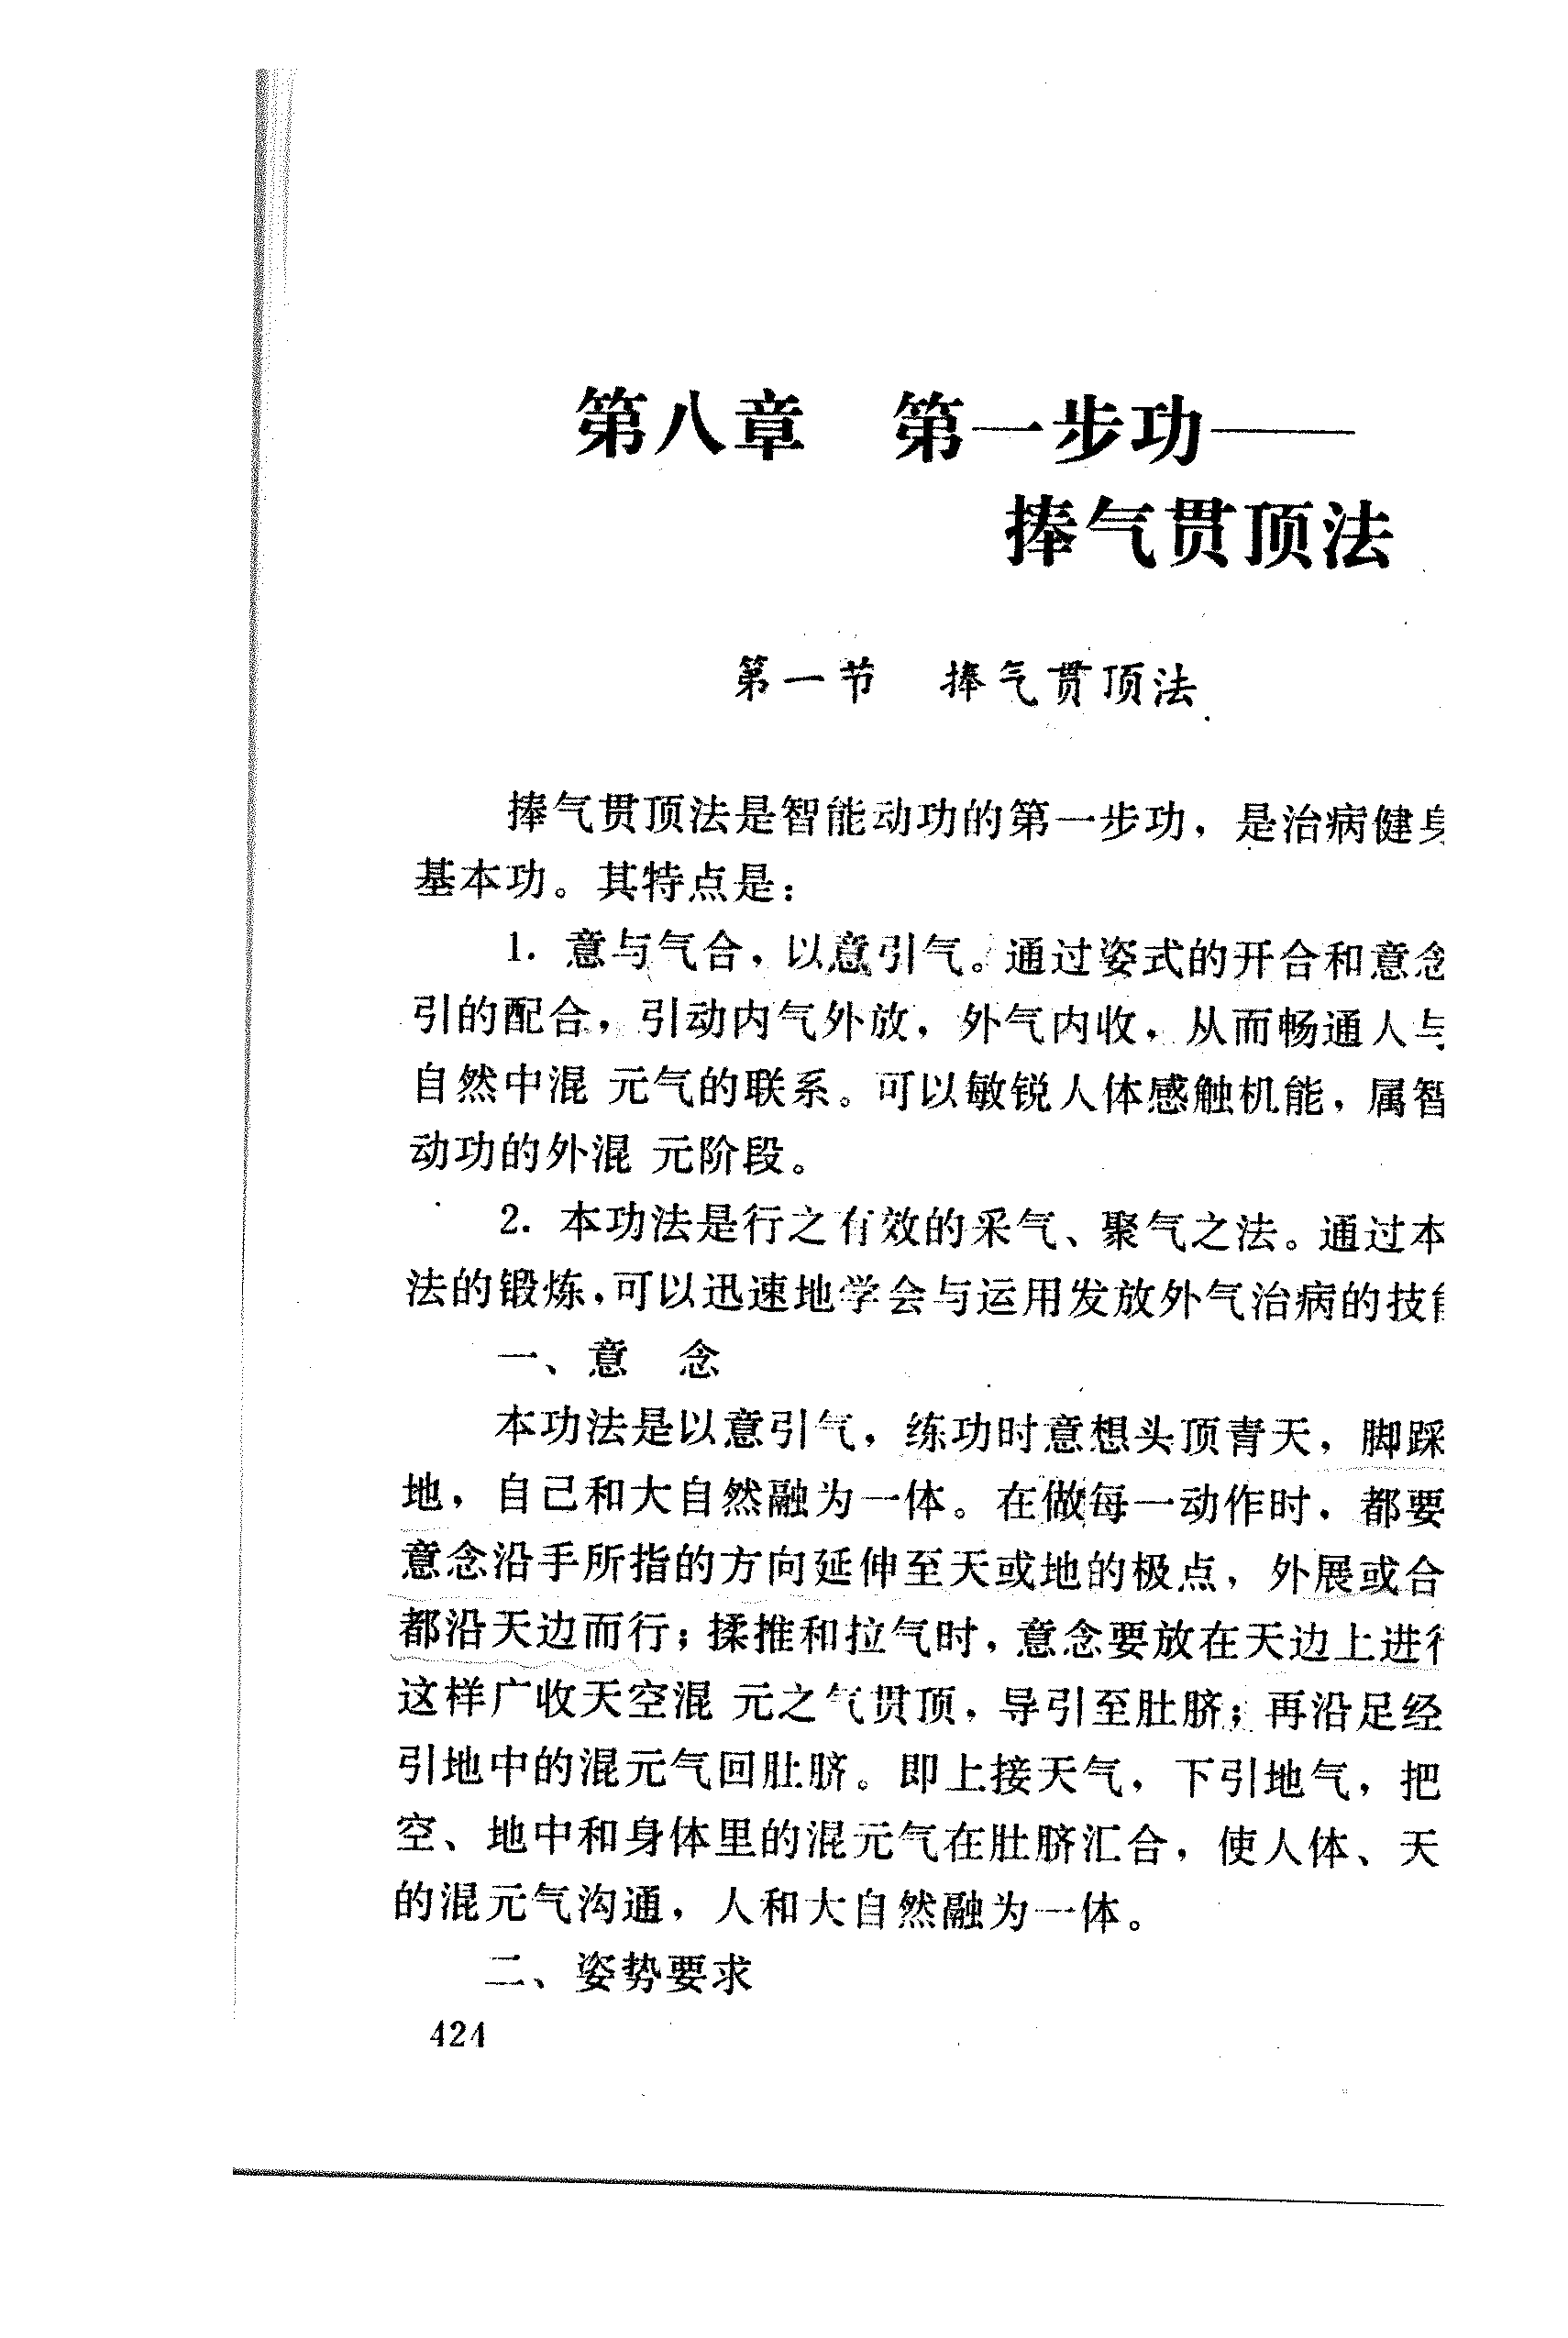 第八章　第一步功——
捧气贯顶法
第一节　捧气贯顶法
捧气贯顶法是智能动功的第一步功，是治病健身
基本功。其特点是：
1. 意与气合，以意引气。通过姿式的开合和意念
引的配合，引动内气外放，外气内收，从而畅通人与
自然中混 元气的联系。可以敏锐人体感触机能，属智
动功的外混 元阶段。
2. 本功法是行之有效的采气、聚气之法。通过本
法的锻炼，可以迅速地学会与运用发放外气治病的技
一、意　念
本功法是以意引气，练功时意想头顶青天，脚踩
地，自己和大自然融为一体。在做每一动作时．都要
意念沿手所指的方向延伸至天或地的极点，外展或合
都沿天边而行；揉推和拉气时，意念要放在天边上进行
这样广收天空混 元之气贯顶，导引至肚脐；再沿足经
引地中的混元气回肚脐。即上接天气，下引地气，把
空、地中和身体里的混元气在肚脐汇合，使人体、天
的混元气沟通，人和大自然融为一体。
二、姿势要求
424